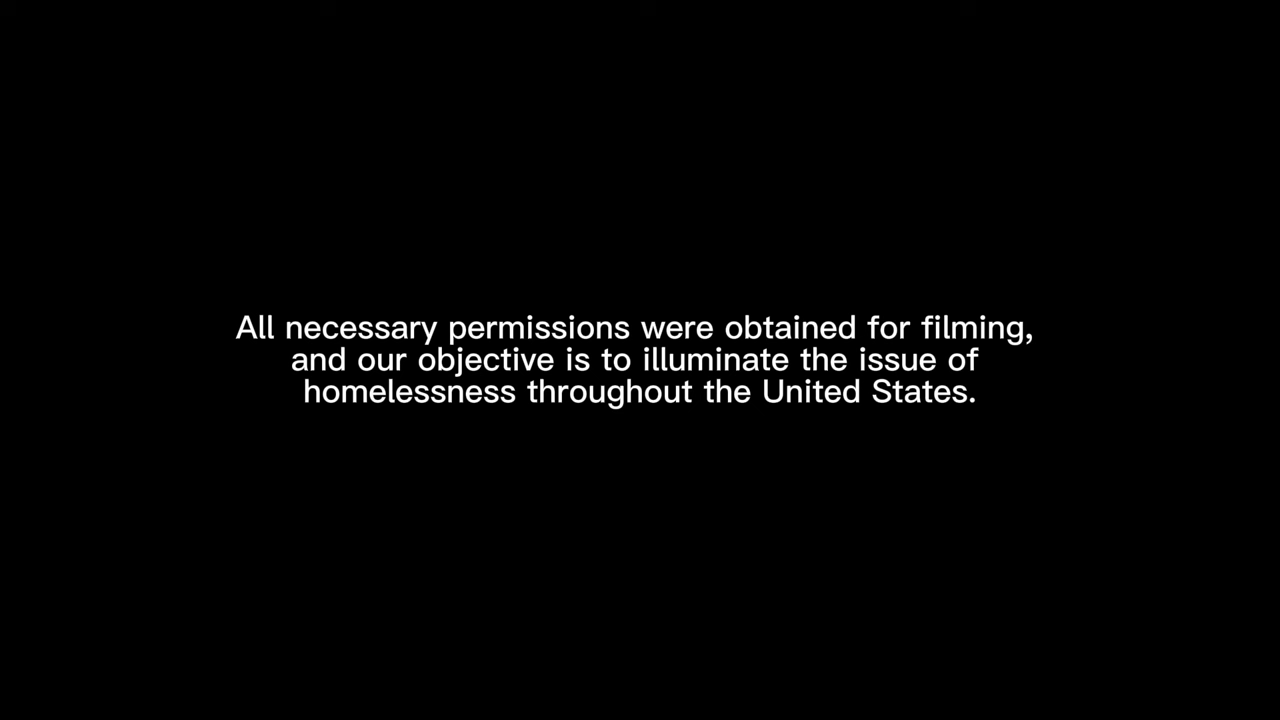 All necessary permissions were obtained for filming,
and our objective is to illuminate the issue of
homelessness throughout the United States.